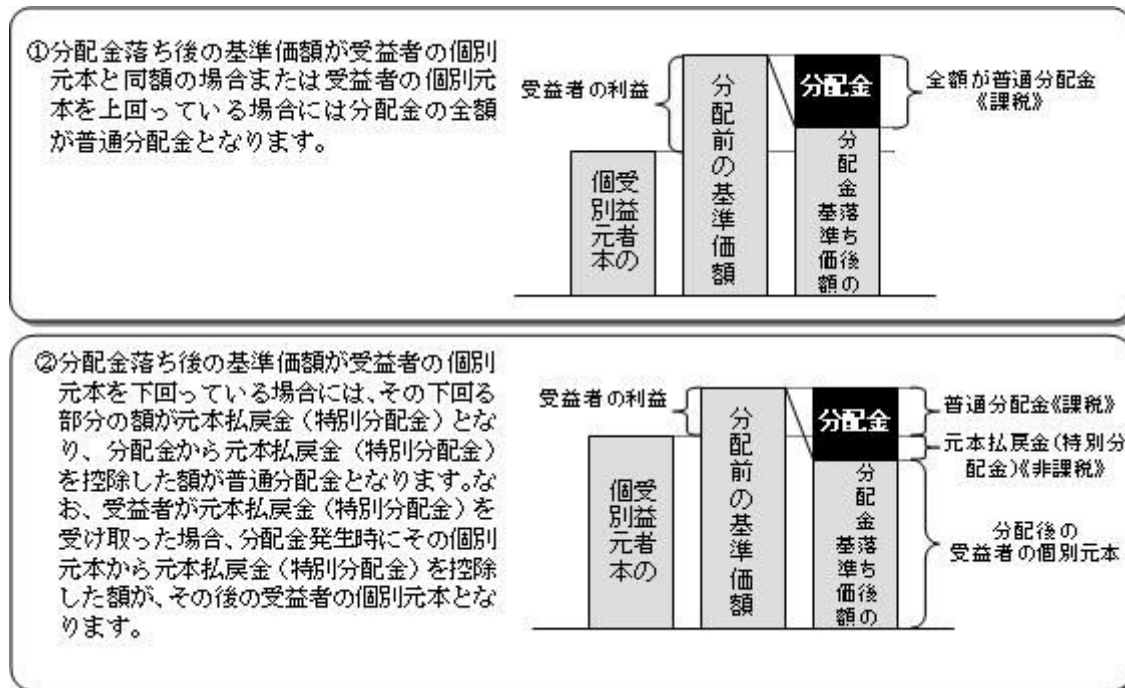 ①分配金落ち後の基準価額が受益者の個別
元本と同額の場合または受益者の個別元
本を上回っている場合には分配金の全額
が普通分配金となります。
受益者の利益
個別元本
受益者の
分配前の基準価額
分配金
基準価額
分配金落ち後の
全額が普通分配金
《課税》
②分配金落ち後の基準価額が受益者の個別
元本を下回っている場合には、その下回る
部分の額が元本払戻金（特別分配金）とな
り、分配金から元本払戻金（特別分配金）
を控除した額が普通分配金となります。な
お、受益者が元本払戻金（特別分配金）を
受け取った場合、分配金発生時にその個別
元本から元本払戻金（特別分配金）を控除
した額が、その後の受益者の個別元本とな
ります。
受益者の利益
受益者の
個別元本
分配前の基準価額
分配金
分配金落ち後の
基準価額
普通分配金《課税》
元本払戻金（特別分
配金）《非課税》
分配後の
受益者の個別元本